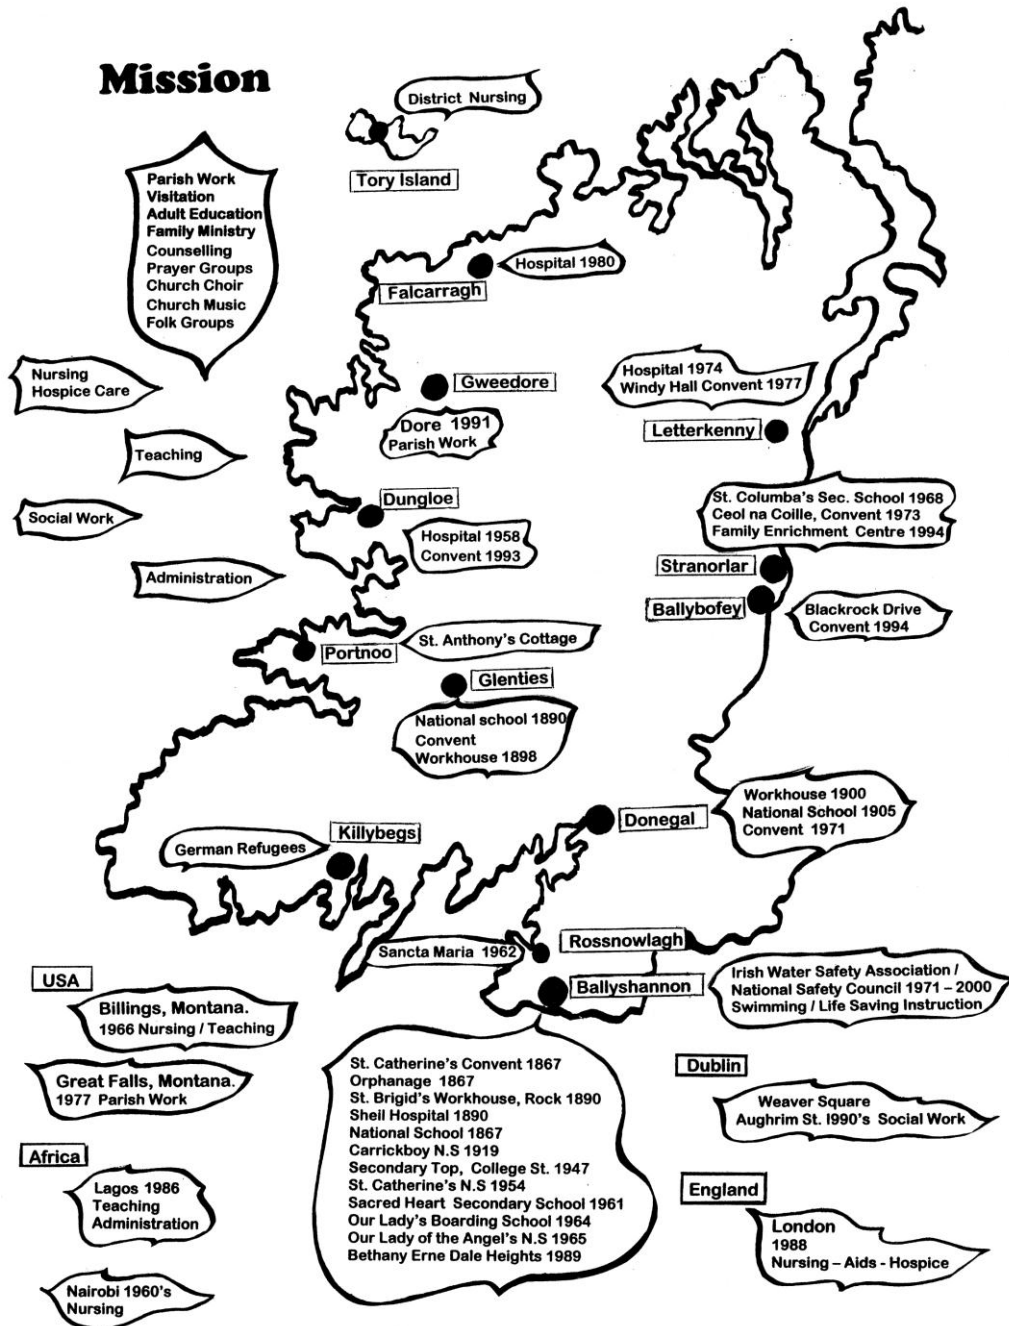 Mission
Parish Work
Visitation
Adult Education
Family Ministry
Counselling
Prayer Groups
Church Choir
Church Music
Folk Groups
Nursing
Hospice Care
Teaching
Social Work
Administration
District Nursing
Tory Island
Hospital 1980
Falcarragh
Gweedore
Dore 1991
Parish Work
Hospital 1974
Windy Hall Convent 1977
Letterkenny
Dungloe
Hospital 1958
Convent 1993
St. Columba's Sec. School 1968
Ceol na Coille, Convent 1973
Family Enrichment Centre 1994
Stranorlar
Ballybofey
Blackrock Drive
Convent 1994
Portnoo
St. Anthony's Cottage
Glenties
National school 1890
Convent
Workhouse 1898
Donegal
Workhouse 1900
National School 1905
Convent 1971
Killybegs
German Refugees
Rossnowlagh
Sancta Maria 1962
Ballyshannon
Irish Water Safety Association /
National Safety Council 1971 – 2000
Swimming / Life Saving Instruction
St. Catherine's Convent 1867
Orphanage 1867
St. Brigid's Workhouse, Rock 1890
Sheil Hospital 1890
National School 1867
Carrickboy N.S 1919
Secondary Top, College St. 1947
St. Catherine's N.S 1954
Sacred Heart Secondary School 1961
Our Lady's Boarding School 1964
Our Lady of the Angel's N.S 1965
Bethany Erne Dale Heights 1989
USA
Billings, Montana.
1966 Nursing / Teaching
Great Falls, Montana.
1977 Parish Work
Africa
Lagos 1986
Teaching
Administration
Nairobi 1960's
Nursing
Dublin
Weaver Square
Aughrim St. I990's Social Work
England
London
1988
Nursing – Aids - Hospice